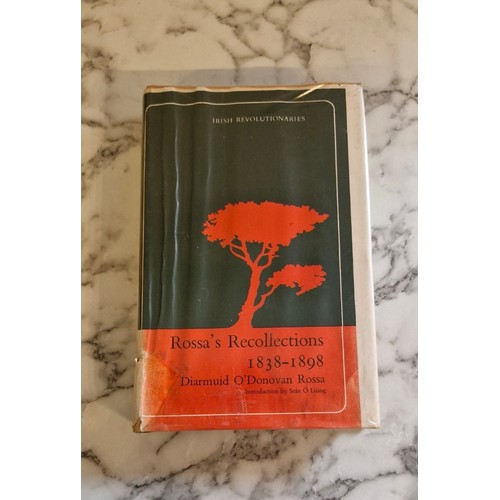 IRISH REVOLUTIONARIES
Rossa's Recollections
1838-1898
Diarmuid O'Donovan Rossa
Introduction by Seán Ó Lúing